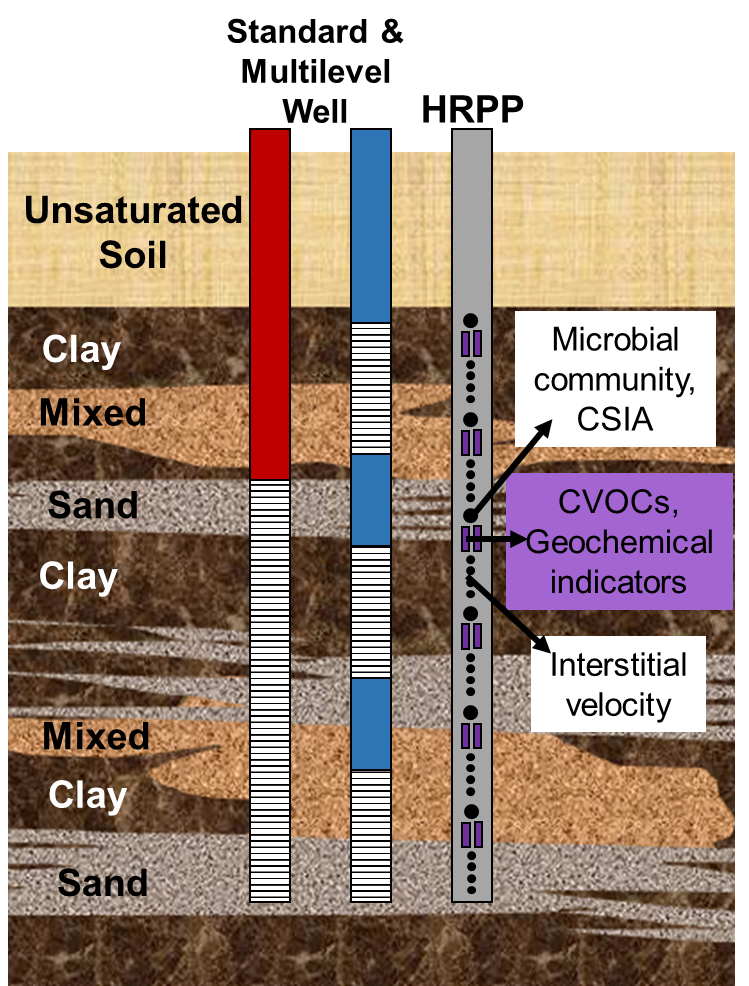 Standard &
Multilevel
Well
HRPP
Unsaturated
Soil
Clay
Mixed
Sand
Clay
Mixed
Clay
Sand
Microbial
community,
CSIA
CVOCs,
Geochemical
indicators
Interstitial
velocity